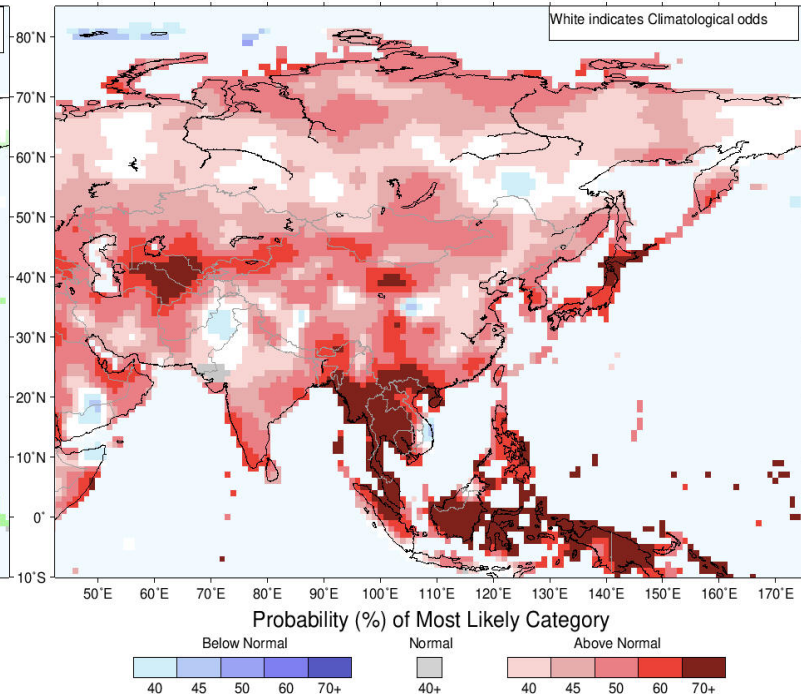 White indicates Climatological odds
80°N
70°N
60°N
50°N
40°N
30°N
20°N
10°N
0°
10°S
50°E 60°E 70°E 80°E 90°E 100°E 110°E 120°E 130°E 140°E 150°E 160°E 170°E
Probability (%) of Most Likely Category
Below Normal Normal Above Normal
40 45 50 60 70+ 40+ 40 45 50 60 70+